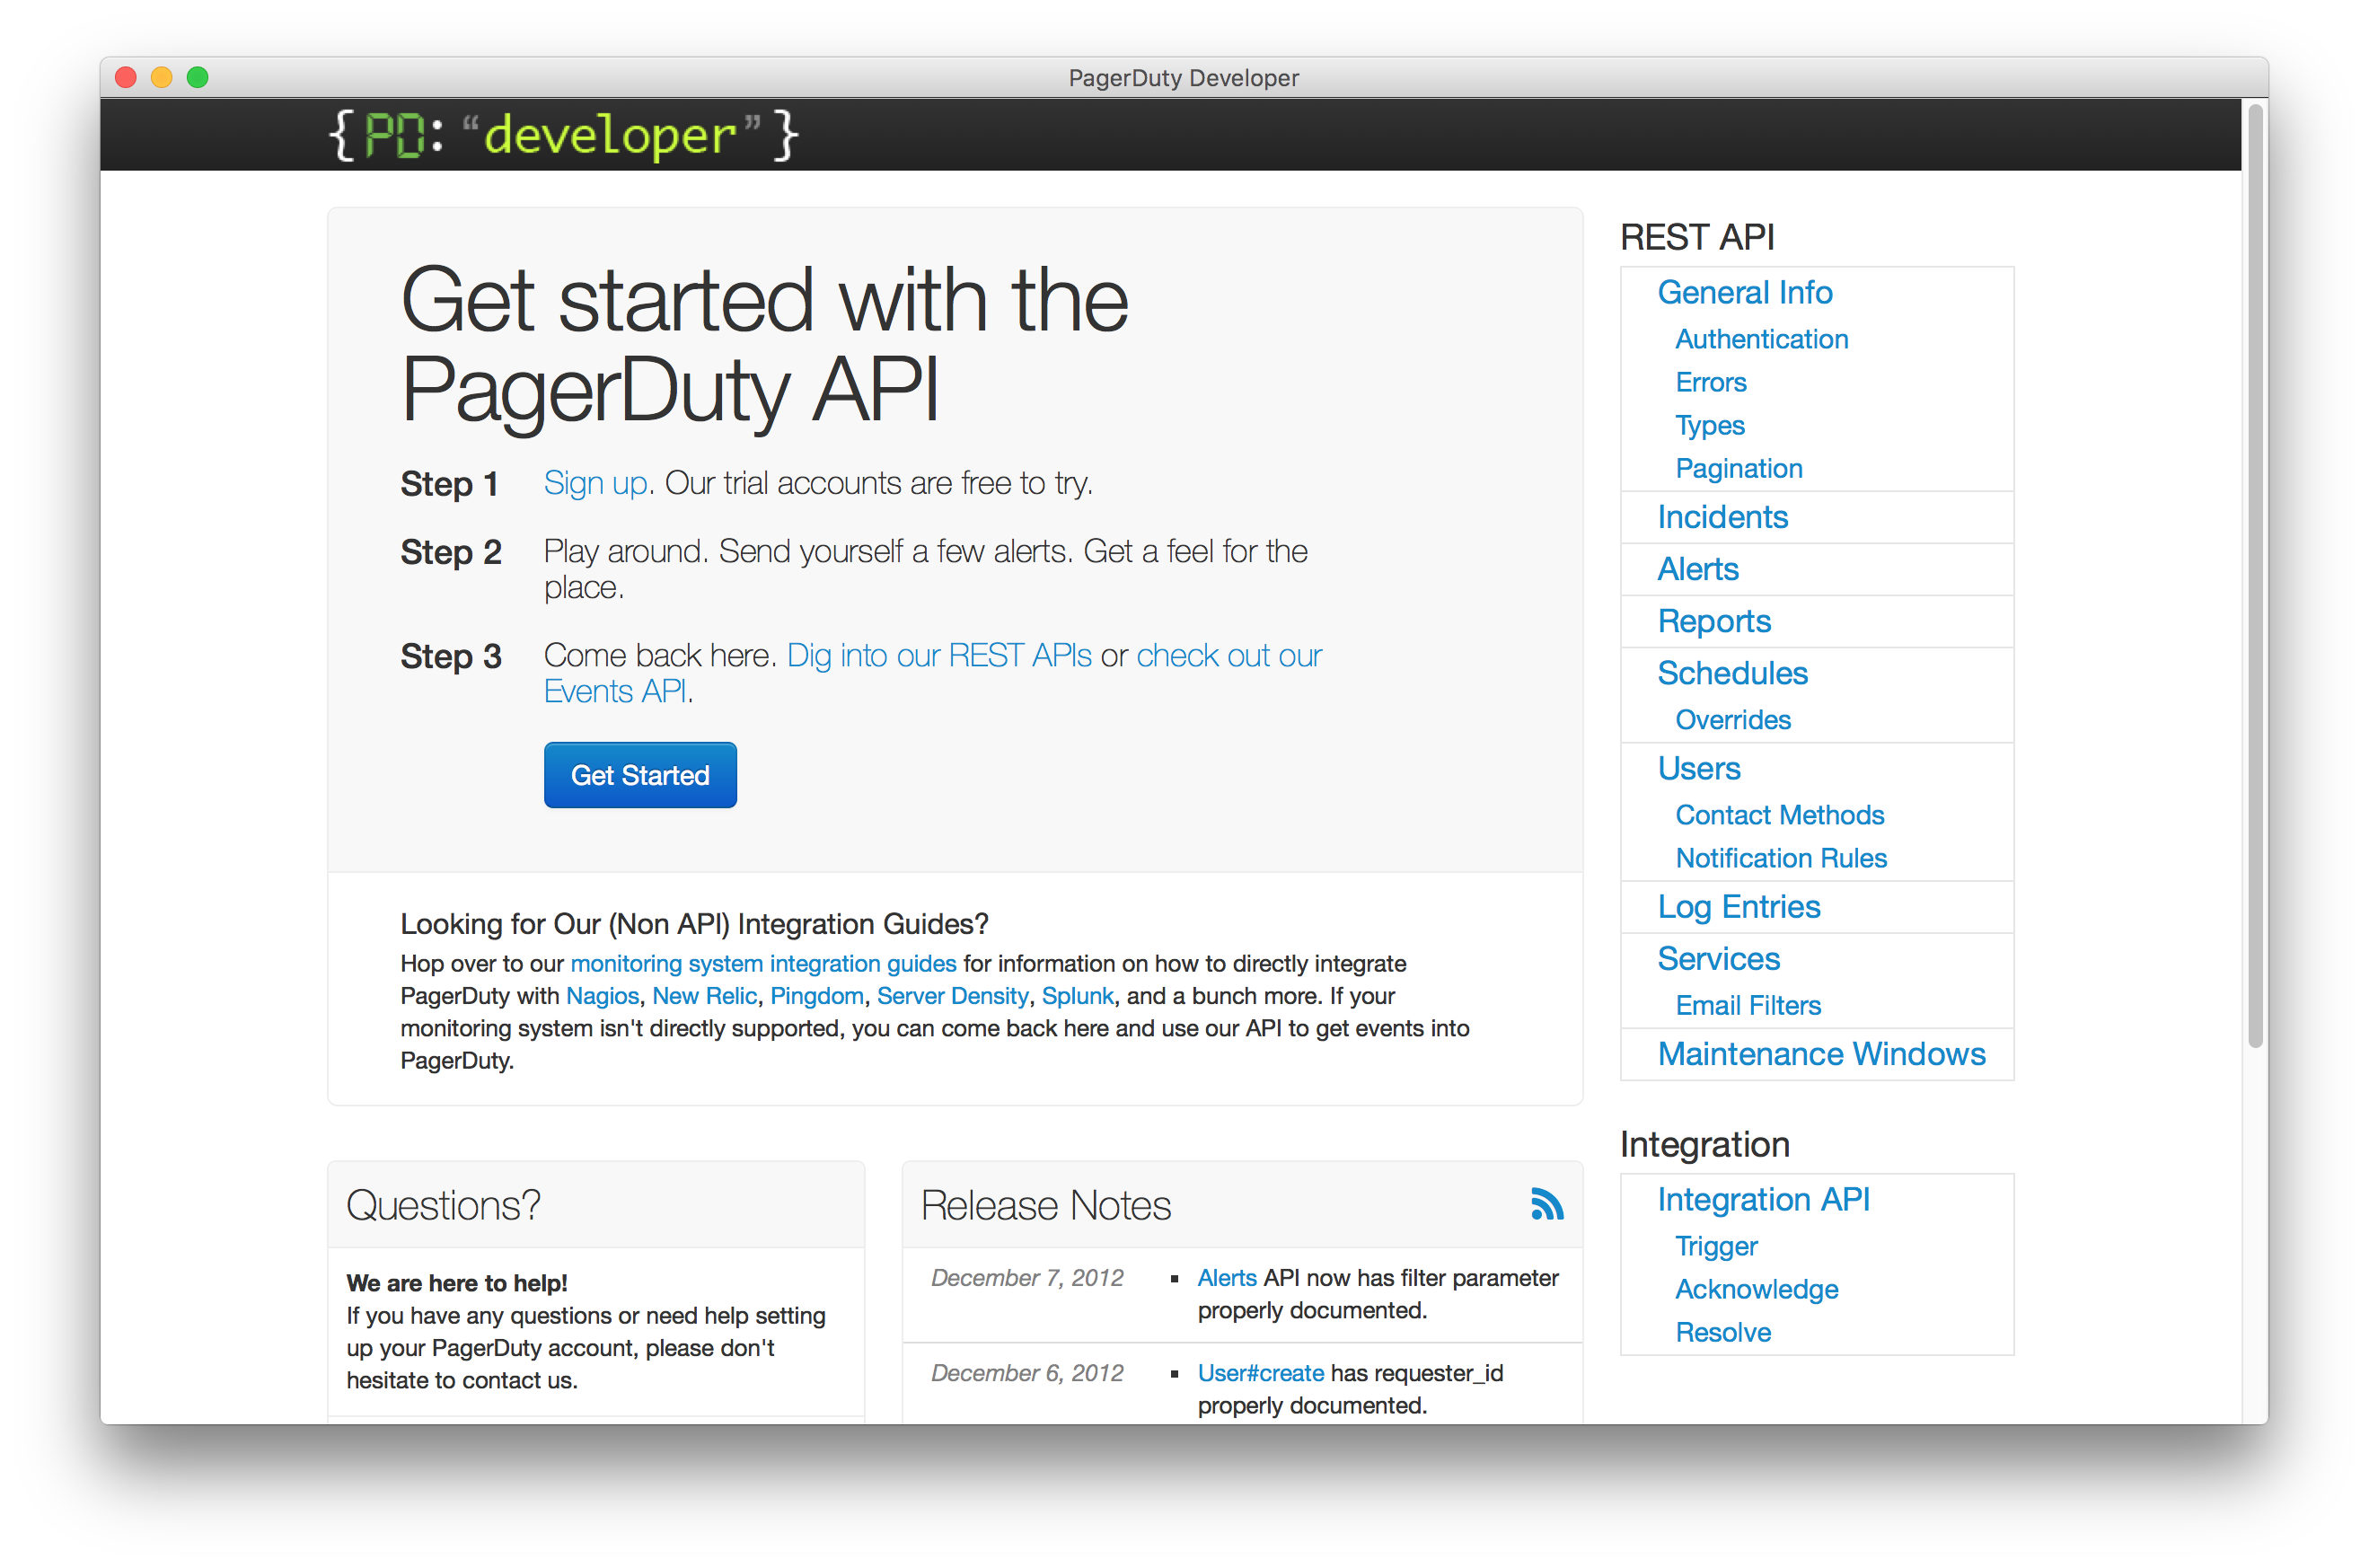 PagerDuty Developer
{PD: “developer”}
Get started with the
PagerDuty API
Step 1 Sign up. Our trial accounts are free to try.
Step 2 Play around. Send yourself a few alerts. Get a feel for the
place.
Step 3 Come back here. Dig into our REST APIs or check out our
Events API.
Get Started
Looking for Our (Non API) Integration Guides?
Hop over to our monitoring system integration guides for information on how to directly integrate
PagerDuty with Nagios, New Relic, Pingdom, Server Density, Splunk, and a bunch more. If your
monitoring system isn't directly supported, you can come back here and use our API to get events into
PagerDuty.
Questions?
We are here to help!
If you have any questions or need help setting
up your PagerDuty account, please don't
hesitate to contact us.
Release Notes
December 7, 2012 ▪ Alerts API now has filter parameter
properly documented.
December 6, 2012 ▪ User#create has requester_id
properly documented.
REST API
General Info
Authentication
Errors
Types
Pagination
Incidents
Alerts
Reports
Schedules
Overrides
Users
Contact Methods
Notification Rules
Log Entries
Services
Email Filters
Maintenance Windows
Integration
Integration API
Trigger
Acknowledge
Resolve